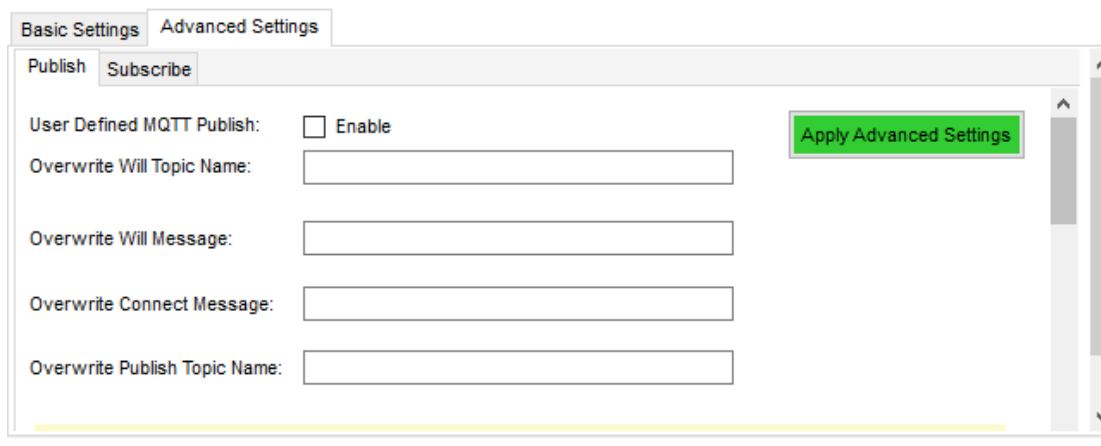 Basic Settings
Advanced Settings
Publish
Subscribe
User Defined MQTT Publish:
Enable
Apply Advanced Settings
Overwrite Will Topic Name:
Overwrite Will Message:
Overwrite Connect Message:
Overwrite Publish Topic Name: